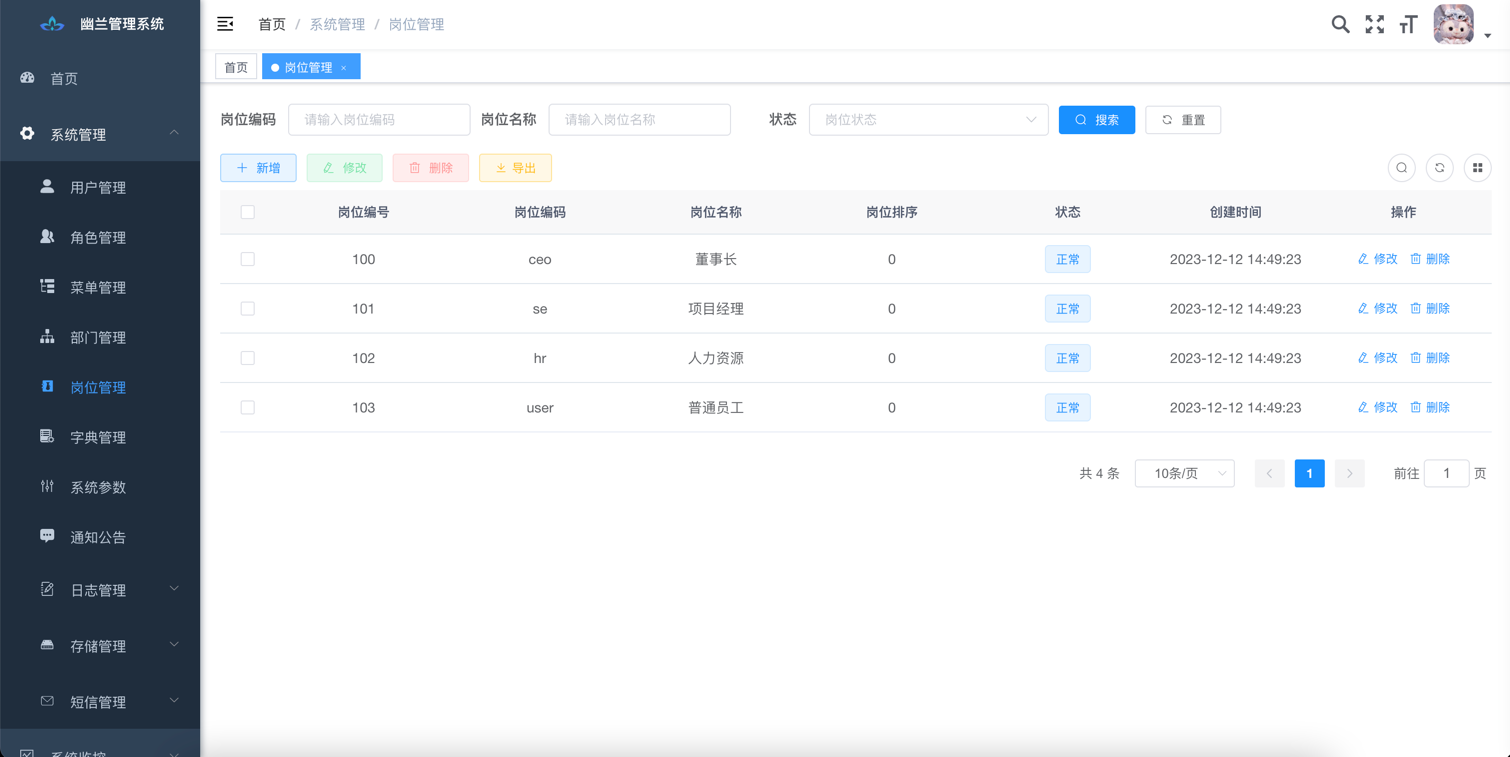 幽兰管理系统
首页
系统管理
用户管理
角色管理
菜单管理
部门管理
岗位管理
字典管理
系统参数
通知公告
日志管理
存储管理
短信管理
系统监控
首页 / 系统管理 / 岗位管理
首页 岗位管理 ×
岗位编码 请输入岗位编码 岗位名称 请输入岗位名称 状态 岗位状态 搜索 重置
新增 修改 删除 导出
岗位编号 岗位编码 岗位名称 岗位排序 状态 创建时间 操作
100 ceo 董事长 0 正常 2023-12-12 14:49:23 修改 删除
101 se 项目经理 0 正常 2023-12-12 14:49:23 修改 删除
102 hr 人力资源 0 正常 2023-12-12 14:49:23 修改 删除
103 user 普通员工 0 正常 2023-12-12 14:49:23 修改 删除
共 4 条 10条/页 1 前往 1 页